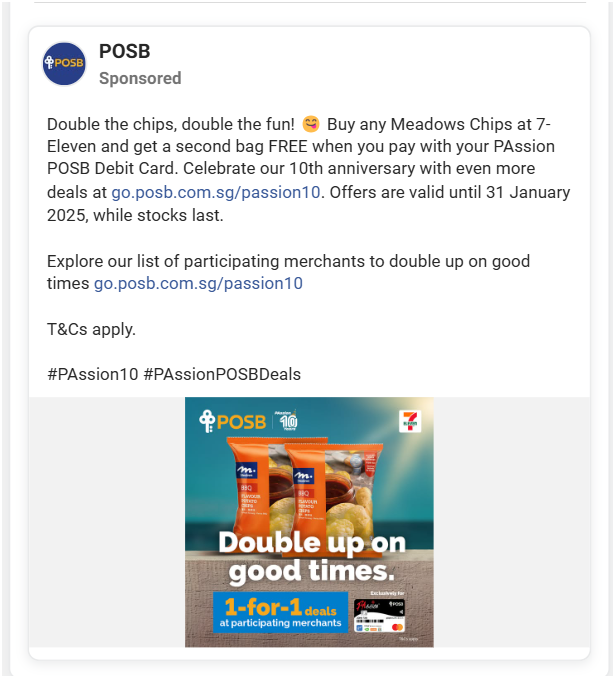 POSB
POSB
Sponsored
Double the chips, double the fun! 😋 Buy any Meadows Chips at 7-
Eleven and get a second bag FREE when you pay with your PAssion
POSB Debit Card. Celebrate our 10th anniversary with even more
deals at go.posb.com.sg/passion10. Offers are valid until 31 January
2025, while stocks last.
Explore our list of participating merchants to double up on good
times go.posb.com.sg/passion10
T&Cs apply.
#PAssion10 #PAssionPOSBDeals
POSB
10
7
m.
BBQ
m.
BBQ
Double up on
good times.
1-for-1 deals
at participating merchants
Exclusively for
PAssion
POSB